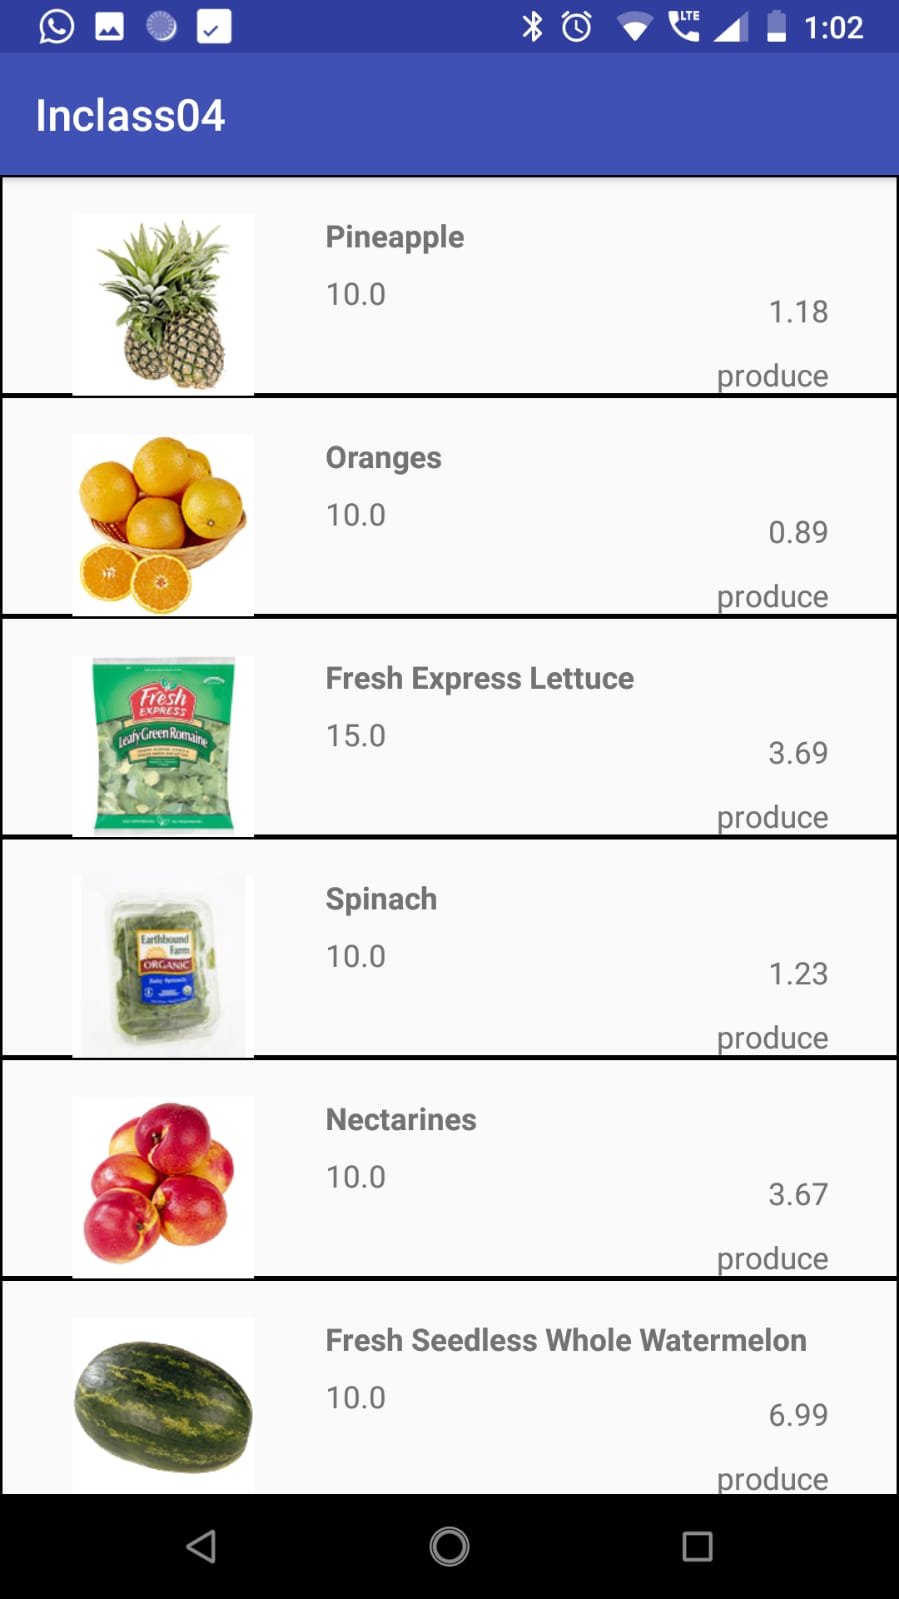 1:02
Inclass04
Pineapple
10.0
1.18
produce
Oranges
10.0
0.89
produce
Fresh Express Lettuce
15.0
3.69
produce
Fresh
EXPRESS
Leafy Green Romaine
Spinach
10.0
1.23
produce
Earthbound
Farm
ORGANIC
Baby Spinach
Nectarines
10.0
3.67
produce
Fresh Seedless Whole Watermelon
10.0
6.99
produce
LTE